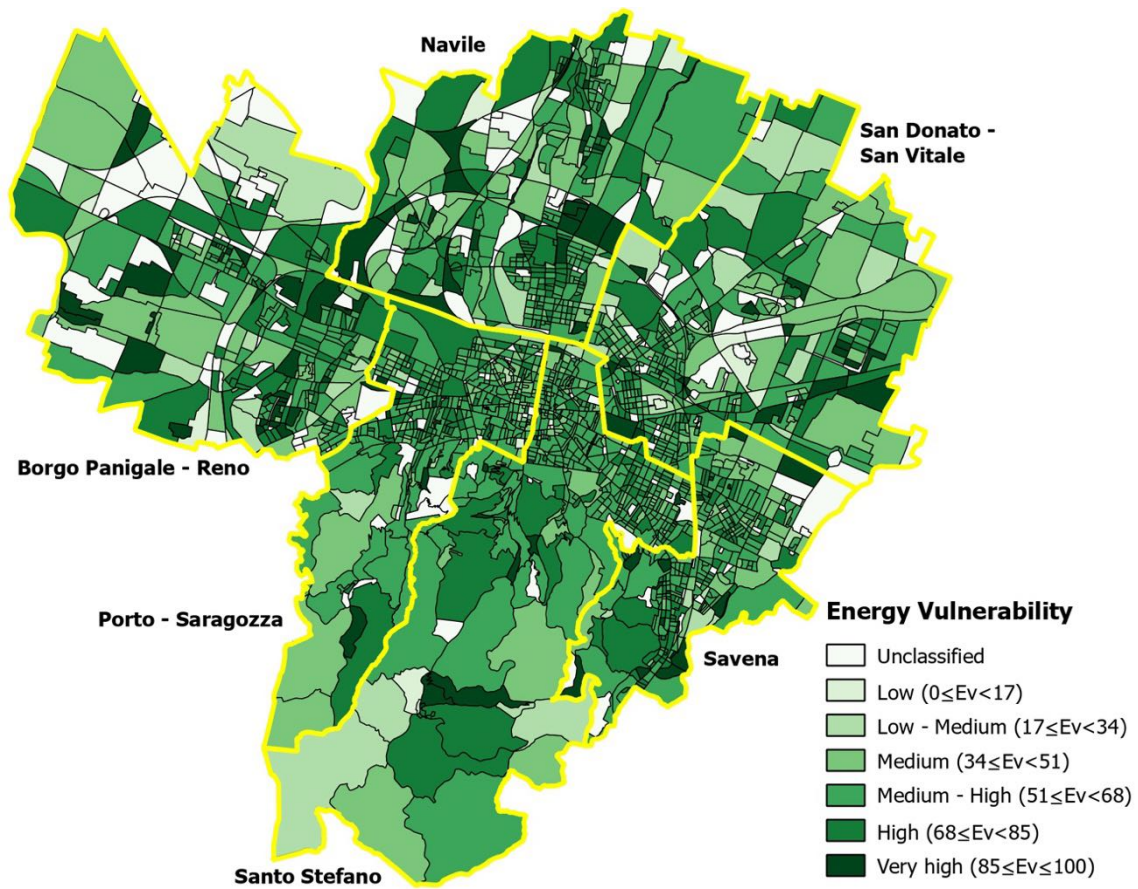 Navile
San Donato -
San Vitale
Borgo Panigale - Reno
Porto - Saragozza
Savena
Santo Stefano
Energy Vulnerability
Unclassified
Low (0≤Ev<17)
Low - Medium (17≤Ev<34)
Medium (34≤Ev<51)
Medium - High (51≤Ev<68)
High (68≤Ev<85)
Very high (85≤Ev≤100)